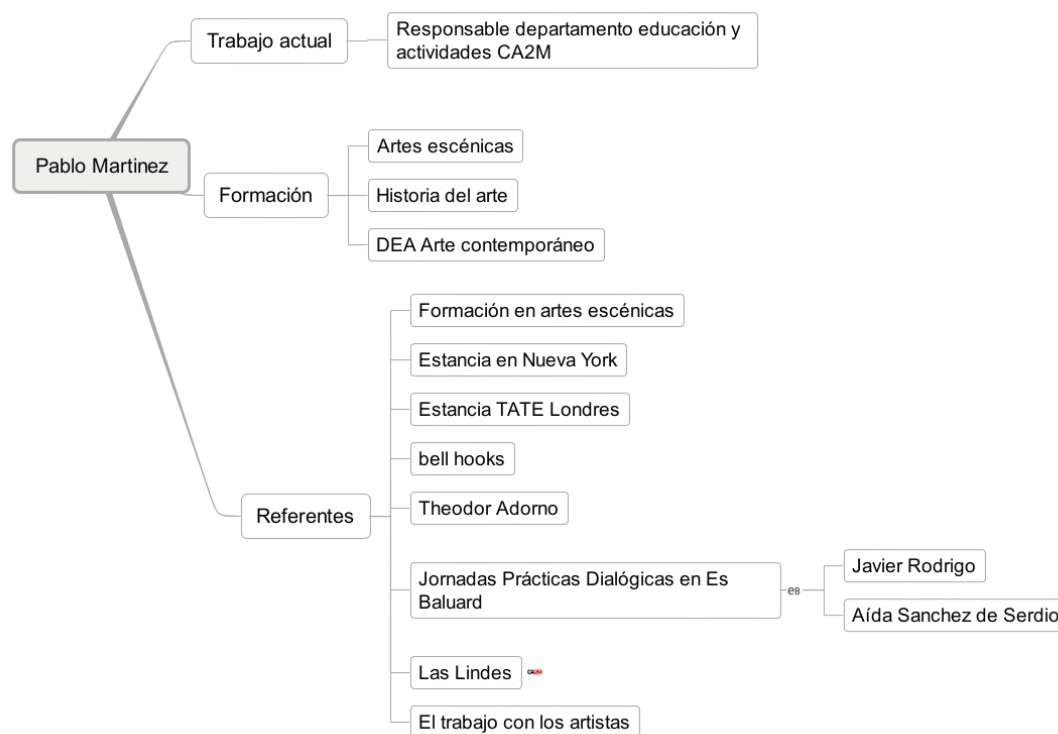 Trabajo actual
Responsable departamento educación y
actividades CA2M
Pablo Martinez
Formación
Artes escénicas
Historia del arte
DEA Arte contemporáneo
Referentes
Formación en artes escénicas
Estancia en Nueva York
Estancia TATE Londres
bell hooks
Theodor Adorno
Jornadas Prácticas Dialógicas en Es
Baluard
eB
Javier Rodrigo
Aída Sanchez de Serdio
Las Lindes
CA2M
El trabajo con los artistas